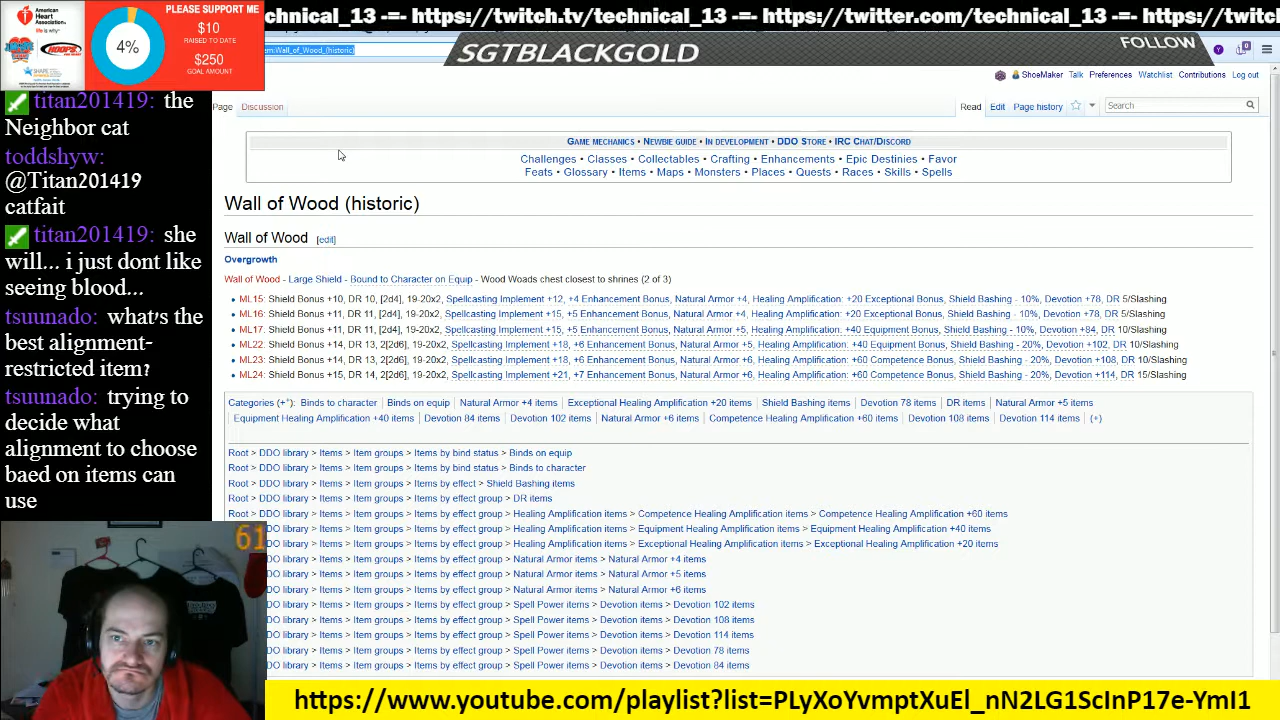 American Heart Association
life is why
HOOPS
SHAPE
PLEASE SUPPORT ME
$10
RAISED TO DATE
4%
$250
GOAL AMOUNT
chnical_13 -=- https://twitch.tv/technical_13 -=- https://twitter.com/technical_13 -=- https://twitc
SGTBLACKGOLD
FOLLOW
ern:Wall_of_Wood_(historic)
ShoeMaker Talk Preferences Watchlist Contributions Log out
Page Discussion Read Edit Page history Search
titan201419: the
Neighbor cat
toddshyw:
@Titan201419
catfait
titan201419: she
will... i just dont like
seeing blood...
tsuunado: what's the
best alignment-
restricted item?
tsuunado: trying to
decide what
alignment to choose
baed on items can
use
61
Game mechanics • Newbie guide • In development • DDO Store • IRC Chat/Discord
Challenges • Classes • Collectables • Crafting • Enhancements • Epic Destinies • Favor
Feats • Glossary • Items • Maps • Monsters • Places • Quests • Races • Skills • Spells
Wall of Wood (historic)
Wall of Wood [edit]
Overgrowth
Wall of Wood - Large Shield - Bound to Character on Equip - Wood Woads chest closest to shrines (2 of 3)
• ML15: Shield Bonus +10, DR 10, [2d4], 19-20x2, Spellcasting Implement +12, +4 Enhancement Bonus, Natural Armor +4, Healing Amplification: +20 Exceptional Bonus, Shield Bashing - 10%, Devotion +78, DR 5/Slashing
• ML16: Shield Bonus +11, DR 11, [2d4], 19-20x2, Spellcasting Implement +15, +5 Enhancement Bonus, Natural Armor +4, Healing Amplification: +20 Exceptional Bonus, Shield Bashing - 10%, Devotion +78, DR 5/Slashing
• ML17: Shield Bonus +11, DR 11, [2d4], 19-20x2, Spellcasting Implement +15, +5 Enhancement Bonus, Natural Armor +5, Healing Amplification: +40 Equipment Bonus, Shield Bashing - 10%, Devotion +84, DR 10/Slashing
• ML22: Shield Bonus +14, DR 13, 2[2d6], 19-20x2, Spellcasting Implement +18, +6 Enhancement Bonus, Natural Armor +5, Healing Amplification: +40 Equipment Bonus, Shield Bashing - 20%, Devotion +102, DR 10/Slashing
• ML23: Shield Bonus +14, DR 13, 2[2d6], 19-20x2, Spellcasting Implement +18, +6 Enhancement Bonus, Natural Armor +6, Healing Amplification: +60 Competence Bonus, Shield Bashing - 20%, Devotion +108, DR 10/Slashing
• ML24: Shield Bonus +15, DR 14, 2[2d6], 19-20x2, Spellcasting Implement +21, +7 Enhancement Bonus, Natural Armor +6, Healing Amplification: +60 Competence Bonus, Shield Bashing - 20%, Devotion +114, DR 15/Slashing
Categories (+⁺): Binds to character | Binds on equip | Natural Armor +4 items | Exceptional Healing Amplification +20 items | Shield Bashing items | Devotion 78 items | DR items | Natural Armor +5 items
Equipment Healing Amplification +40 items | Devotion 84 items | Devotion 102 items | Natural Armor +6 items | Competence Healing Amplification +60 items | Devotion 108 items | Devotion 114 items | (+)
Root > DDO library > Items > Item groups > Items by bind status > Binds on equip
Root > DDO library > Items > Item groups > Items by bind status > Binds to character
Root > DDO library > Items > Item groups > Items by effect > Shield Bashing items
Root > DDO library > Items > Item groups > Items by effect group > DR items
Root > DDO library > Items > Item groups > Items by effect group > Healing Amplification items > Competence Healing Amplification items > Competence Healing Amplification +60 items
DO library > Items > Item groups > Items by effect group > Healing Amplification items > Equipment Healing Amplification items > Equipment Healing Amplification +40 items
DO library > Items > Item groups > Items by effect group > Healing Amplification items > Exceptional Healing Amplification items > Exceptional Healing Amplification +20 items
DO library > Items > Item groups > Items by effect group > Natural Armor items > Natural Armor +4 items
DO library > Items > Item groups > Items by effect group > Natural Armor items > Natural Armor +5 items
DO library > Items > Item groups > Items by effect group > Natural Armor items > Natural Armor +6 items
DO library > Items > Item groups > Items by effect group > Spell Power items > Devotion items > Devotion 102 items
DO library > Items > Item groups > Items by effect group > Spell Power items > Devotion items > Devotion 108 items
DO library > Items > Item groups > Items by effect group > Spell Power items > Devotion items > Devotion 114 items
DO library > Items > Item groups > Items by effect group > Spell Power items > Devotion items > Devotion 78 items
DO library > Items > Item groups > Items by effect group > Spell Power items > Devotion items > Devotion 84 items
https://www.youtube.com/playlist?list=PLyXoYvmptXuEl_nN2LG1ScInP17e-YmI1